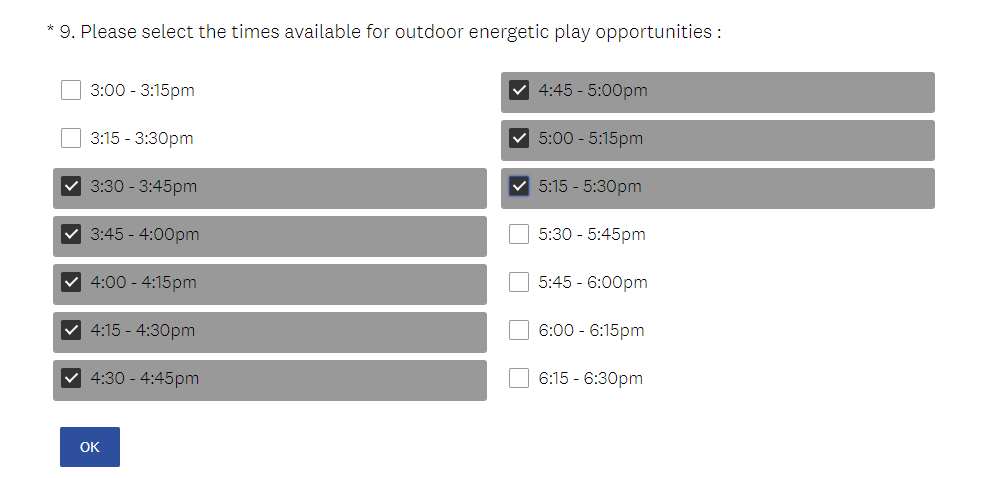 * 9. Please select the times available for outdoor energetic play opportunities :
3:00 - 3:15pm
3:15 - 3:30pm
3:30 - 3:45pm
3:45 - 4:00pm
4:00 - 4:15pm
4:15 - 4:30pm
4:30 - 4:45pm
4:45 - 5:00pm
5:00 - 5:15pm
5:15 - 5:30pm
5:30 - 5:45pm
5:45 - 6:00pm
6:00 - 6:15pm
6:15 - 6:30pm
OK